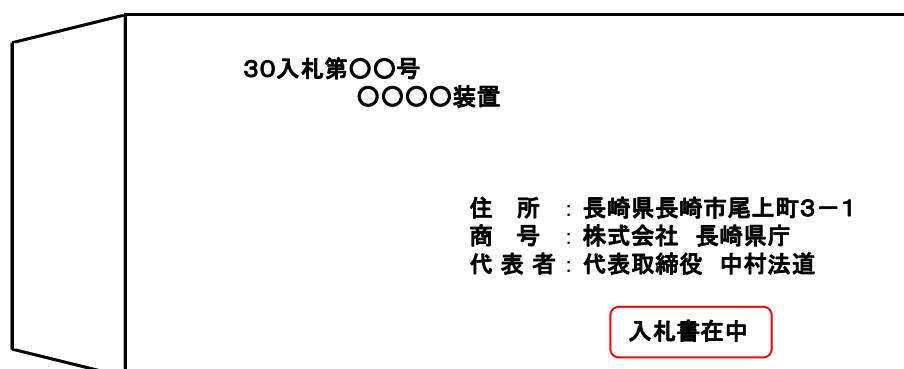 30入札第〇〇号
〇〇〇〇装置
住　所　：長崎県長崎市尾上町3－1
商　号　：株式会社　長崎県庁
代 表 者：代表取締役　中村法道
入札書在中